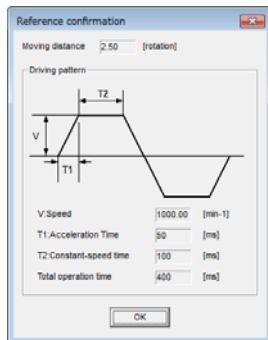 Reference confirmation
Moving distance 2.50 [rotation]
Driving pattern
T2
V
T1
V:Speed 1000.00 [min-1]
T1:Acceleration Time 50 [ms]
T2:Constant-speed time 100 [ms]
Total operation time 400 [ms]
OK